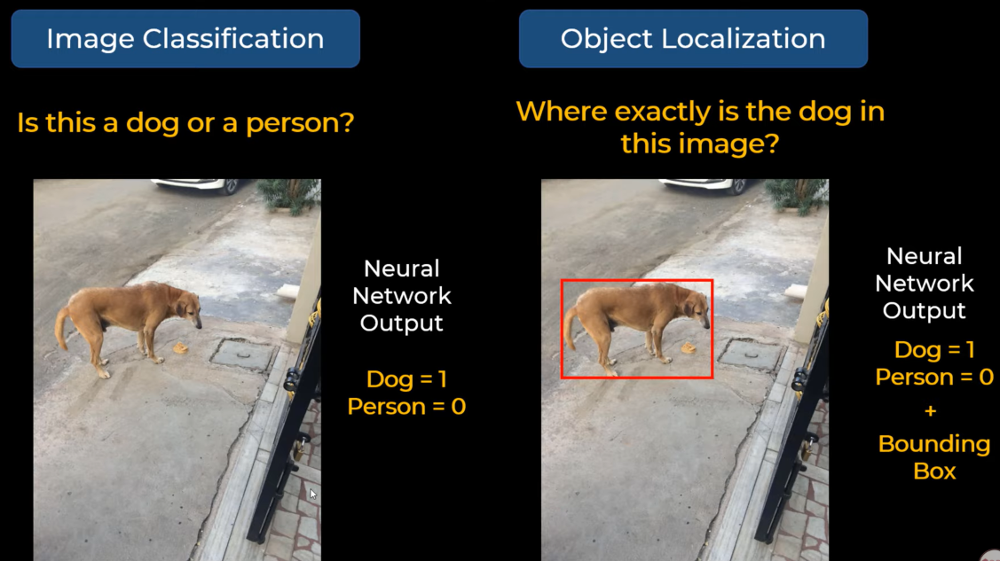 Image Classification
Is this a dog or a person?
Neural
Network
Output
Dog = 1
Person = 0
Object Localization
Where exactly is the dog in
this image?
Neural
Network
Output
Dog = 1
Person = 0
+
Bounding
Box